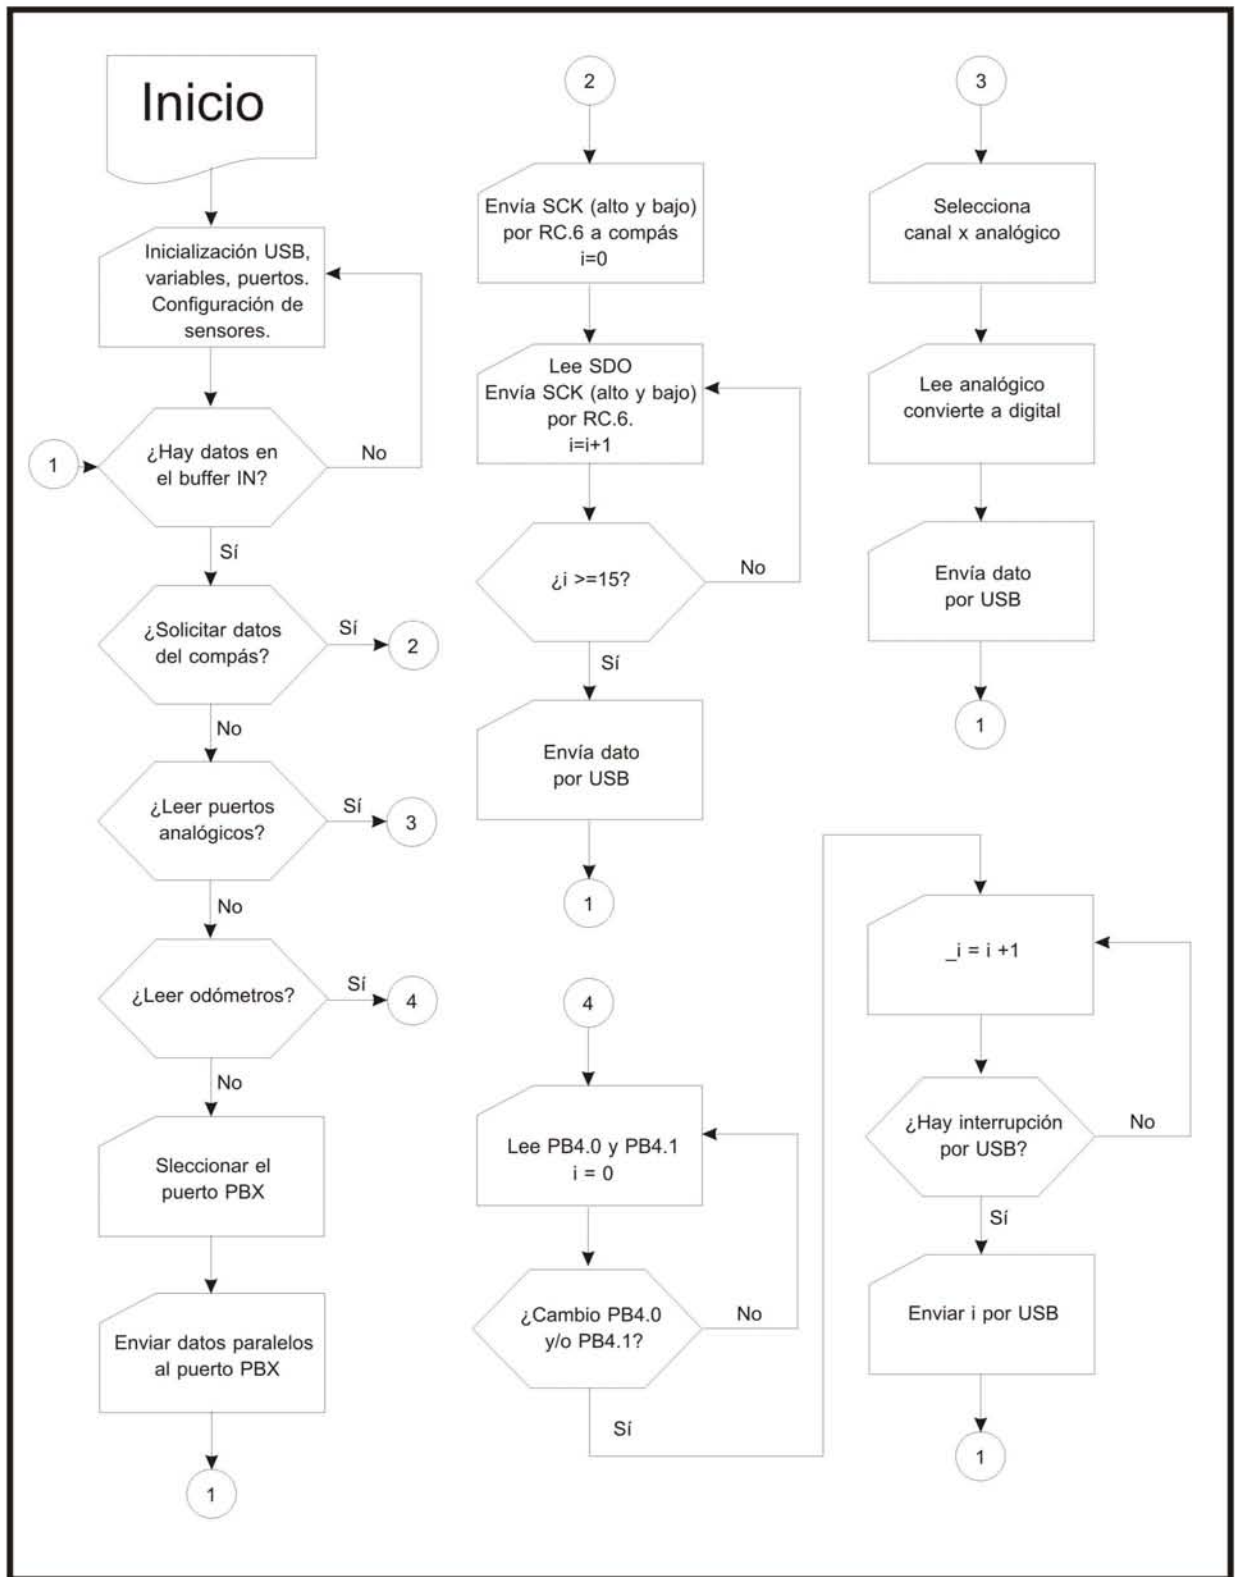 Inicio
Inicialización USB,
variables, puertos.
Configuración de
sensores.
1
¿Hay datos en
el buffer IN?
No
Sí
¿Solicitar datos
del compás?
Sí
2
No
¿Leer puertos
analógicos?
Sí
3
No
¿Leer odómetros?
Sí
4
No
Sleccionar el
puerto PBX
Enviar datos paralelos
al puerto PBX
1
2
Envía SCK (alto y bajo)
por RC.6 a compás
i=0
Lee SDO
Envía SCK (alto y bajo)
por RC.6.
i=i+1
¿i >=15?
No
Sí
Envía dato
por USB
1
4
Lee PB4.0 y PB4.1
i = 0
¿Cambio PB4.0
y/o PB4.1?
No
Sí
3
Selecciona
canal x analógico
Lee analógico
convierte a digital
Envía dato
por USB
1
_i = i +1
¿Hay interrupción
por USB?
No
Sí
Enviar i por USB
1